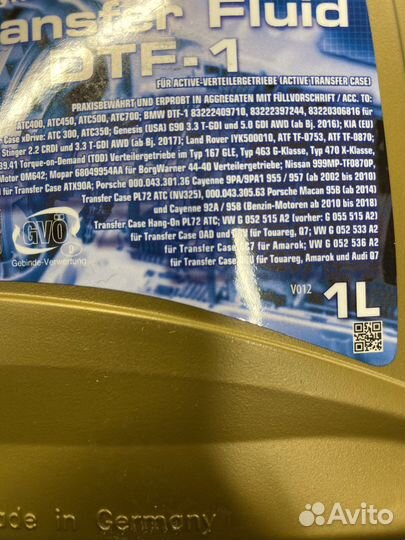 ansfer Fluid
DTF-1
FÜR ACTIVE-VERTEILERGETRIEBE (ACTIVE-TRANSFER CASE)
PRAXISBEWÄHRT UND ERPROBT IN AGGREGATEN MIT FÜLLVORSCHRIFT / ACC. TO:
ATC400, ATC450, ATC500, ATC700; BMW DTF-1 83222409710, 83222397244, 83220306816 für
Case xDrive: ATC 300, ATC350; Genesis (USA) G90 3.3 T-GDI und 5.0 GDI AWD (ab Bj. 2016); KIA (EU)
Stinger 2.2 CRDI und 3.3 T-GDI AWD (ab Bj. 2017); Land Rover IYK500010, ATF TF-0753, ATF TF-0870;
39.41 Torque-on-Demand (TOD) Verteilergetriebe im Typ 167 GLE, Typ 463 G-Klasse, Typ 470 X-Klasse,
Motor OM642; Mopar 68049954AA für BorgWarner 44-40 Verteilergetriebe; Nissan 999MP-TF0870P,
für Transfer Case ATX90A; Porsche 000.043.301.36 Cayenne 9PA/9PA1 955 / 957 (ab 2002 bis 2010)
Transfer Case PL72 ATC (NV325), 000.043.305.63 Porsche Macan 95B (ab 2014)
und Cayenne 92A / 958 (Benzin-Motoren ab 2010 bis 2018)
Transfer Case Hang-On PL72 ATC; VW G 052 515 A2 (vorher: G 055 515 A2)
für Transfer Case 0AD und für Touareg, Q7; VW G 052 533 A2
für Transfer Case 0C7 für Amarok; VW G 052 536 A2
für Transfer Case für Touareg, Amarok und Audi Q7
GVÖ
Gebinde-Verwertung
V012
1L
ade in Germany
Avito